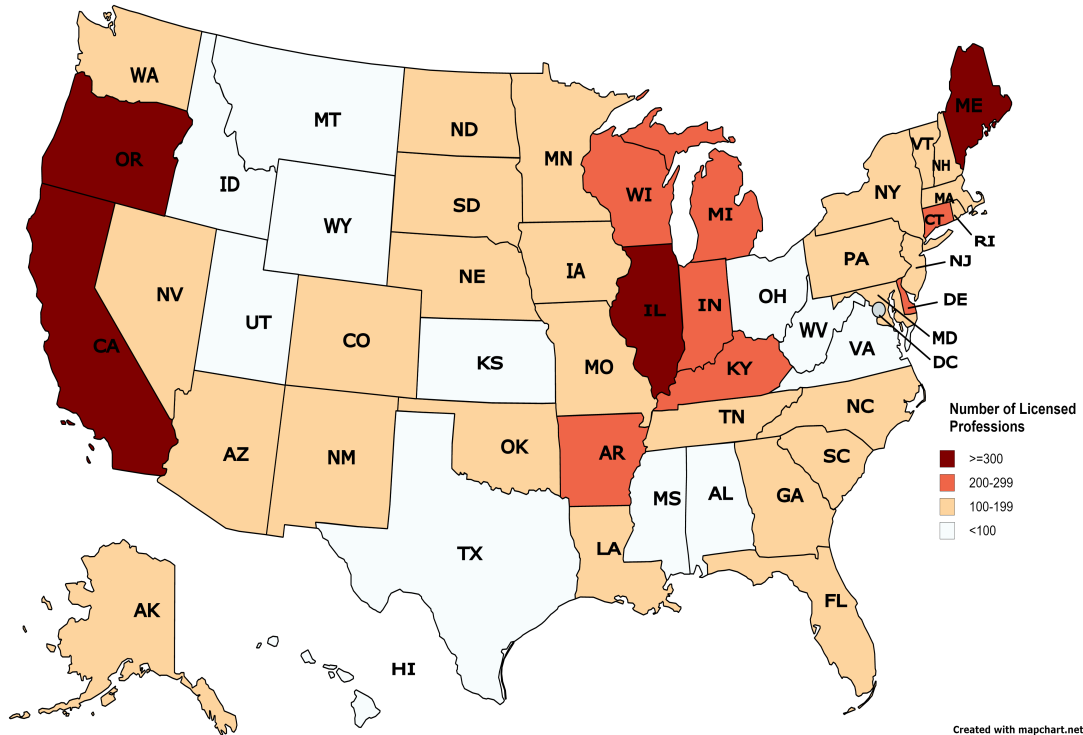 WA
MT
ND
MN
ME
OR
ID
WY
SD
WI
MI
VT
NH
NY
MA
CT
RI
NV
UT
CO
NE
IA
PA
NJ
CA
KS
MO
IL
IN
OH
WV
VA
DE
MD
DC
KY
AZ
NM
OK
AR
TN
NC
SC
MS
AL
GA
TX
LA
FL
AK
HI
Number of Licensed
Professions
>=300
200-299
100-199
<100
Created with mapchart.net